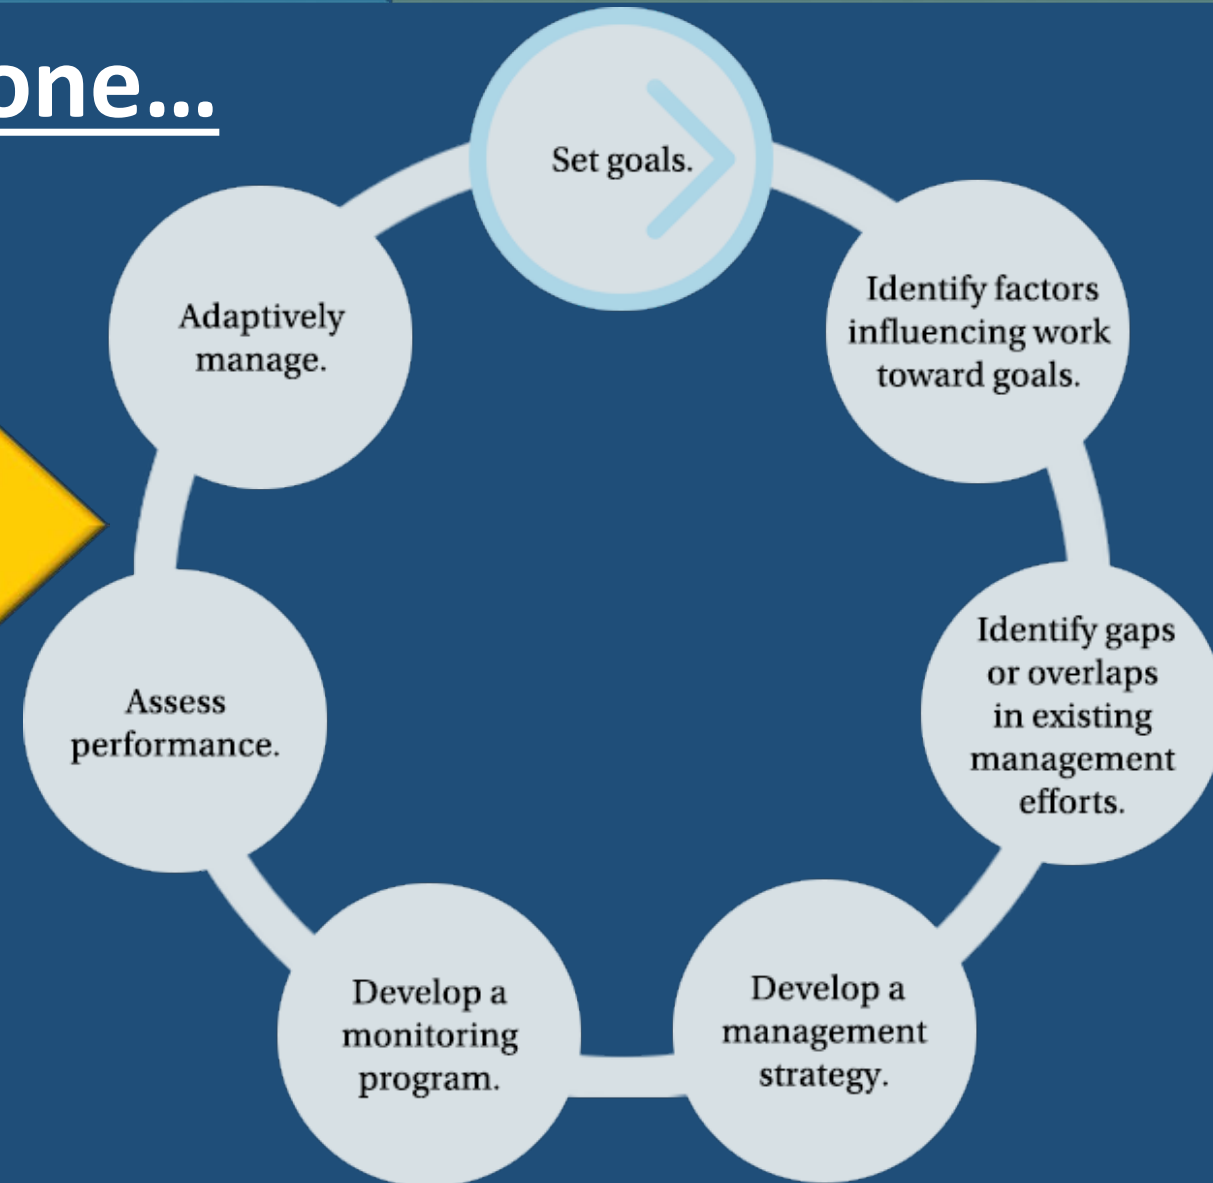 one...
Set goals.
Identify factors
influencing work
toward goals.
Identify gaps
or overlaps
in existing
management
efforts.
Develop a
management
strategy.
Develop a
monitoring
program.
Assess
performance.
Adaptively
manage.